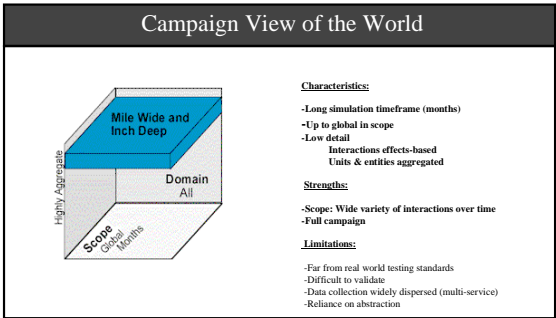 Campaign View of the World
Mile Wide and
Inch Deep
Domain
All
Highly Aggregate
Scope
Global
Months
Characteristics:
-Long simulation timeframe (months)
-Up to global in scope
-Low detail
Interactions effects-based
Units & entities aggregated
Strengths:
-Scope: Wide variety of interactions over time
-Full campaign
Limitations:
-Far from real world testing standards
-Difficult to validate
-Data collection widely dispersed (multi-service)
-Reliance on abstraction